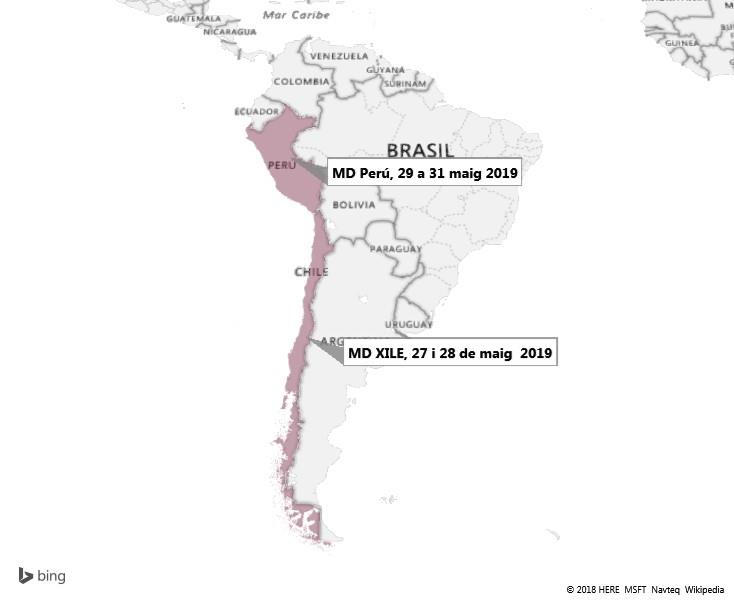 Mar Caribe
GUATEMALA
NICARAGUA
VENEZUELA
GUYANA
SURINAM
COLOMBIA
GUINEA
ECUADOR
BRASIL
PERÚ
MD Perú, 29 a 31 maig 2019
BOLIVIA
PARAGUAY
CHILE
URUGUAY
MD XILE, 27 i 28 de maig 2019
bing
© 2018 HERE MSFT Navteq Wikipedia